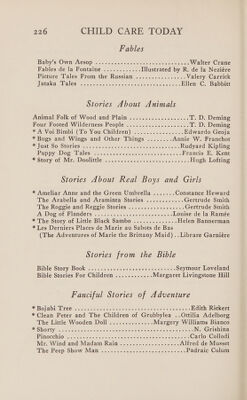 226 CHILD CARE TODAY
Fables
Baby's Own Aesop ........ Walter Crane
Fables de la Fontaine ........ Illustrated by R. de la Nezière
Picture Tales From the Russian ........ Valery Carrick
Jataka Tales ........ Ellen C. Babbitt
Stories About Animals
Animal Folk of Wood and Plain ........ T. D. Deming
Four Footed Wilderness People ........ T. D. Deming
* A Voi Bimbi (To You Children) ........ Edwardo Geoja
* Bugs and Wings and Other Things ........ Annie W. Franchot
* Just So Stories ........ Rudyard Kipling
Puppy Dog Tales ........ Francis E. Kent
* Story of Mr. Doolittle ........ Hugh Lofting
Stories About Real Boys and Girls
* Ameliar Anne and the Green Umbrella ........ Constance Heward
The Arabella and Araminta Stories ........ Gertrude Smith
The Roggie and Reggie Stories ........ Gertrude Smith
A Dog of Flanders ........ Louise de la Ramée
* The Story of Little Black Sambo ........ Helen Bannerman
* Les Derniers Places de Marie au Sabots de Bas
(The Adventures of Marie the Brittany Maid) .. Librare Garnière
Stories from the Bible
Bible Story Book ........ Seymour Loveland
Bible Stories For Children ........ Margaret Livingstone Hill
Fanciful Stories of Adventure
* Bojabi Tree ........ Edith Rickert
* Clean Peter and The Children of Grubbylea .. Ottilia Adelborg
The Little Wooden Doll ........ Margery Williams Bianco
* Shorty ........ N. Grishina
Pinocchio ........ Carlo Collodi
Mr. Wind and Madam Rain ........ Alfred de Musset
The Peep Show Man ........ Padraic Colum